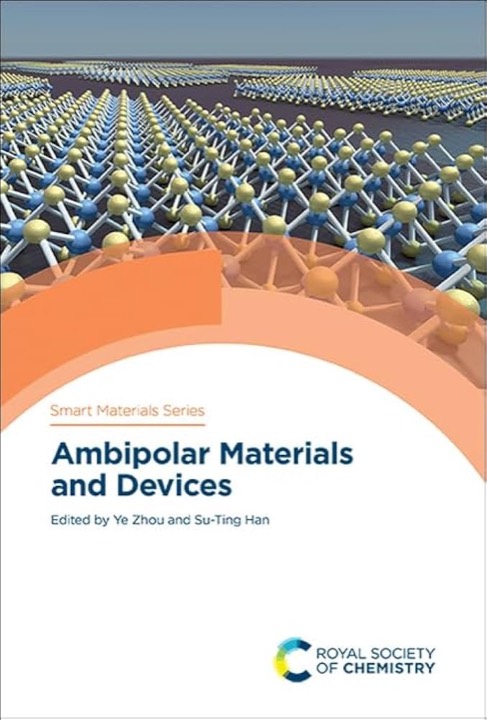 Smart Materials Series
Ambipolar Materials
and Devices
Edited by Ye Zhou and Su-Ting Han
ROYAL SOCIETY
OF CHEMISTRY